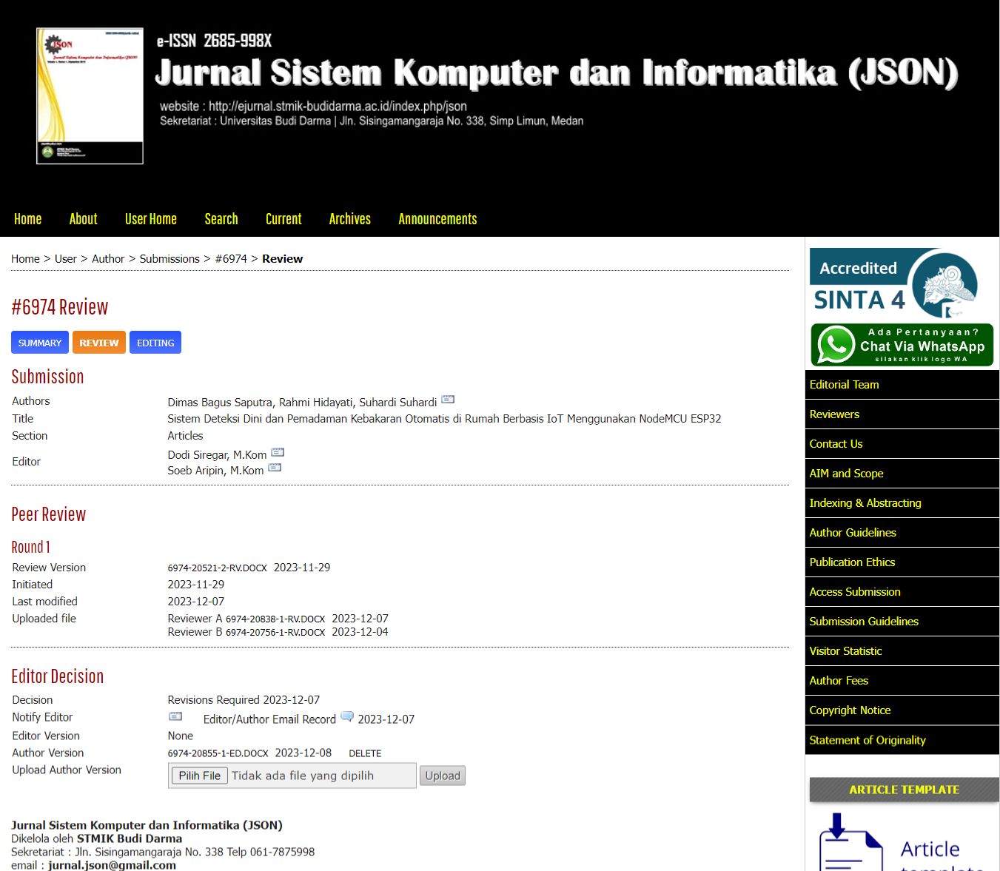 e-ISSN 2685-998X
Jurnal Sistem Komputer dan Informatika (JSON)
website : http://ejurnal.stmik-budidarma.ac.id/index.php/json
Sekretariat : Universitas Budi Darma | Jln. Sisingamangaraja No. 338, Simp Limun, Medan
JSON
Home About User Home Search Current Archives Announcements
Home > User > Author > Submissions > #6974 > Review
#6974 Review
SUMMARY REVIEW EDITING
Submission
Authors Dimas Bagus Saputra, Rahmi Hidayati, Suhardi Suhardi
Title Sistem Deteksi Dini dan Pemadaman Kebakaran Otomatis di Rumah Berbasis IoT Menggunakan NodeMCU ESP32
Section Articles
Editor Dodi Siregar, M.Kom
Soeb Aripin, M.Kom
Peer Review
Round 1
Review Version 6974-20521-2-RV.DOCX 2023-11-29
Initiated 2023-11-29
Last modified 2023-12-07
Uploaded file Reviewer A 6974-20838-1-RV.DOCX 2023-12-07
Reviewer B 6974-20756-1-RV.DOCX 2023-12-04
Editor Decision
Decision Revisions Required 2023-12-07
Notify Editor Editor/Author Email Record 2023-12-07
Editor Version None
Author Version 6974-20855-1-ED.DOCX 2023-12-08 DELETE
Upload Author Version Pilih File Tidak ada file yang dipilih Upload
Jurnal Sistem Komputer dan Informatika (JSON)
Dikelola oleh STMIK Budi Darma
Sekretariat : Jln. Sisingamangaraja No. 338 Telp 061-7875998
email : jurnal.json@gmail.com
Accredited
SINTA 4
Ada Pertanyaan?
Chat Via WhatsApp
silakan klik logo WA
Editorial Team
Reviewers
Contact Us
AIM and Scope
Indexing & Abstracting
Author Guidelines
Publication Ethics
Access Submission
Submission Guidelines
Visitor Statistic
Author Fees
Copyright Notice
Statement of Originality
ARTICLE TEMPLATE
Article
template